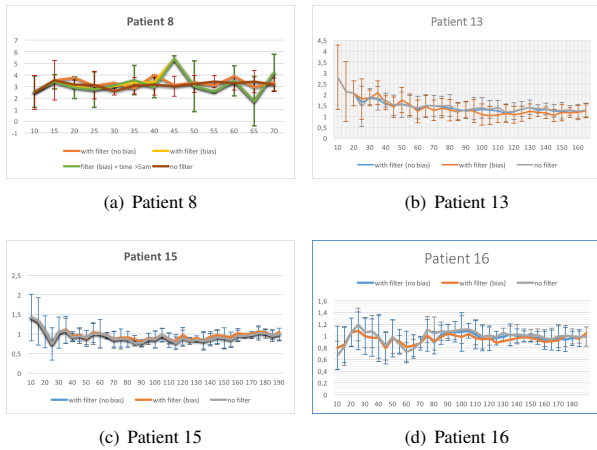 Patient 8
7
6
5
4
3
2
1
0
-1
10 15 20 25 30 35 40 45 50 55 60 65 70
with filter (no bias) with filter (bias)
filter (bias) + time >5am no filter
(a) Patient 8
Patient 13
4,5
4
3,5
3
2,5
2
1,5
1
0,5
0
10 20 30 40 50 60 70 80 90 100 110 120 130 140 150 160
with filter (no bias) with filter (bias) no filter
(b) Patient 13
Patient 15
2,5
2
1,5
1
0,5
0
10 20 30 40 50 60 70 80 90 100 110 120 130 140 150 160 170 180 190
with filter (no bias) with filter (bias) no filter
(c) Patient 15
Patient 16
with filter (no bias) with filter (bias) no filter
1,6
1,4
1,2
1
0,8
0,6
0,4
0,2
0
10 20 30 40 50 60 70 80 90 100 110 120 130 140 150 160 170 180
(d) Patient 16